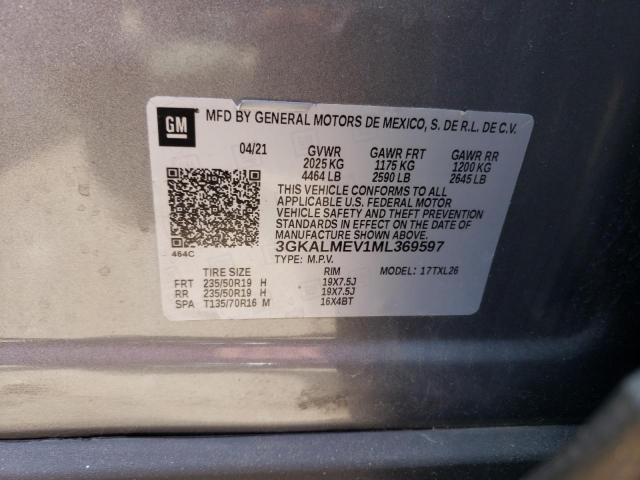 GM MFD BY GENERAL MOTORS DE MEXICO, S. DE R.L. DE C.V.
04/21 GVWR GAWR FRT GAWR RR
2025 KG 1175 KG 1200 KG
4464 LB 2590 LB 2645 LB
THIS VEHICLE CONFORMS TO ALL
APPLICABLE U.S. FEDERAL MOTOR
VEHICLE SAFETY AND THEFT PREVENTION
STANDARDS IN EFFECT ON THE DATE OF
MANUFACTURE SHOWN ABOVE.
3GKALMEV1ML369597
464C TYPE: M.P.V.
TIRE SIZE RIM MODEL: 17TXL26
FRT 235/50R19 H 19X7.5J
RR 235/50R19 H 19X7.5J
SPA T135/70R16 M 16X4BT